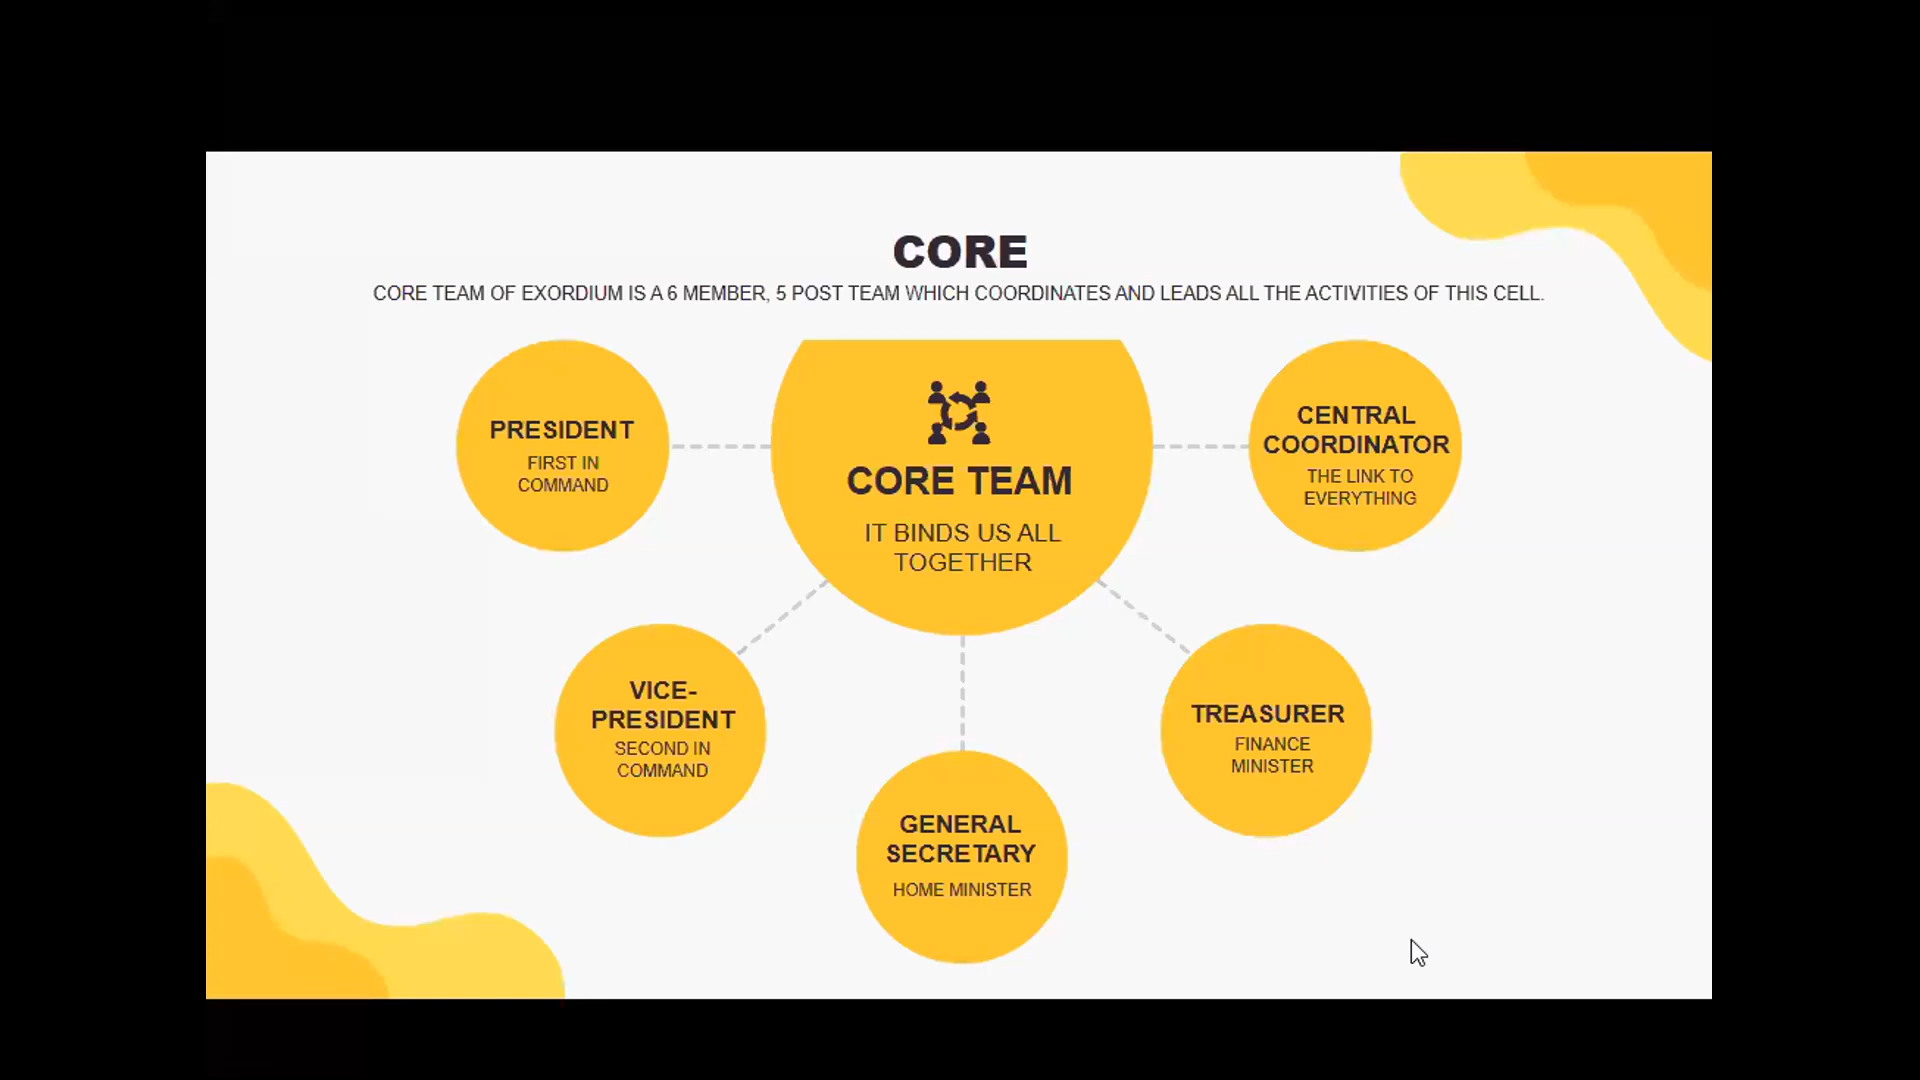 CORE
CORE TEAM OF EXORDIUM IS A 6 MEMBER, 5 POST TEAM WHICH COORDINATES AND LEADS ALL THE ACTIVITIES OF THIS CELL.
PRESIDENT
FIRST IN
COMMAND
CORE TEAM
IT BINDS US ALL
TOGETHER
CENTRAL
COORDINATOR
THE LINK TO
EVERYTHING
VICE-
PRESIDENT
SECOND IN
COMMAND
GENERAL
SECRETARY
HOME MINISTER
TREASURER
FINANCE
MINISTER